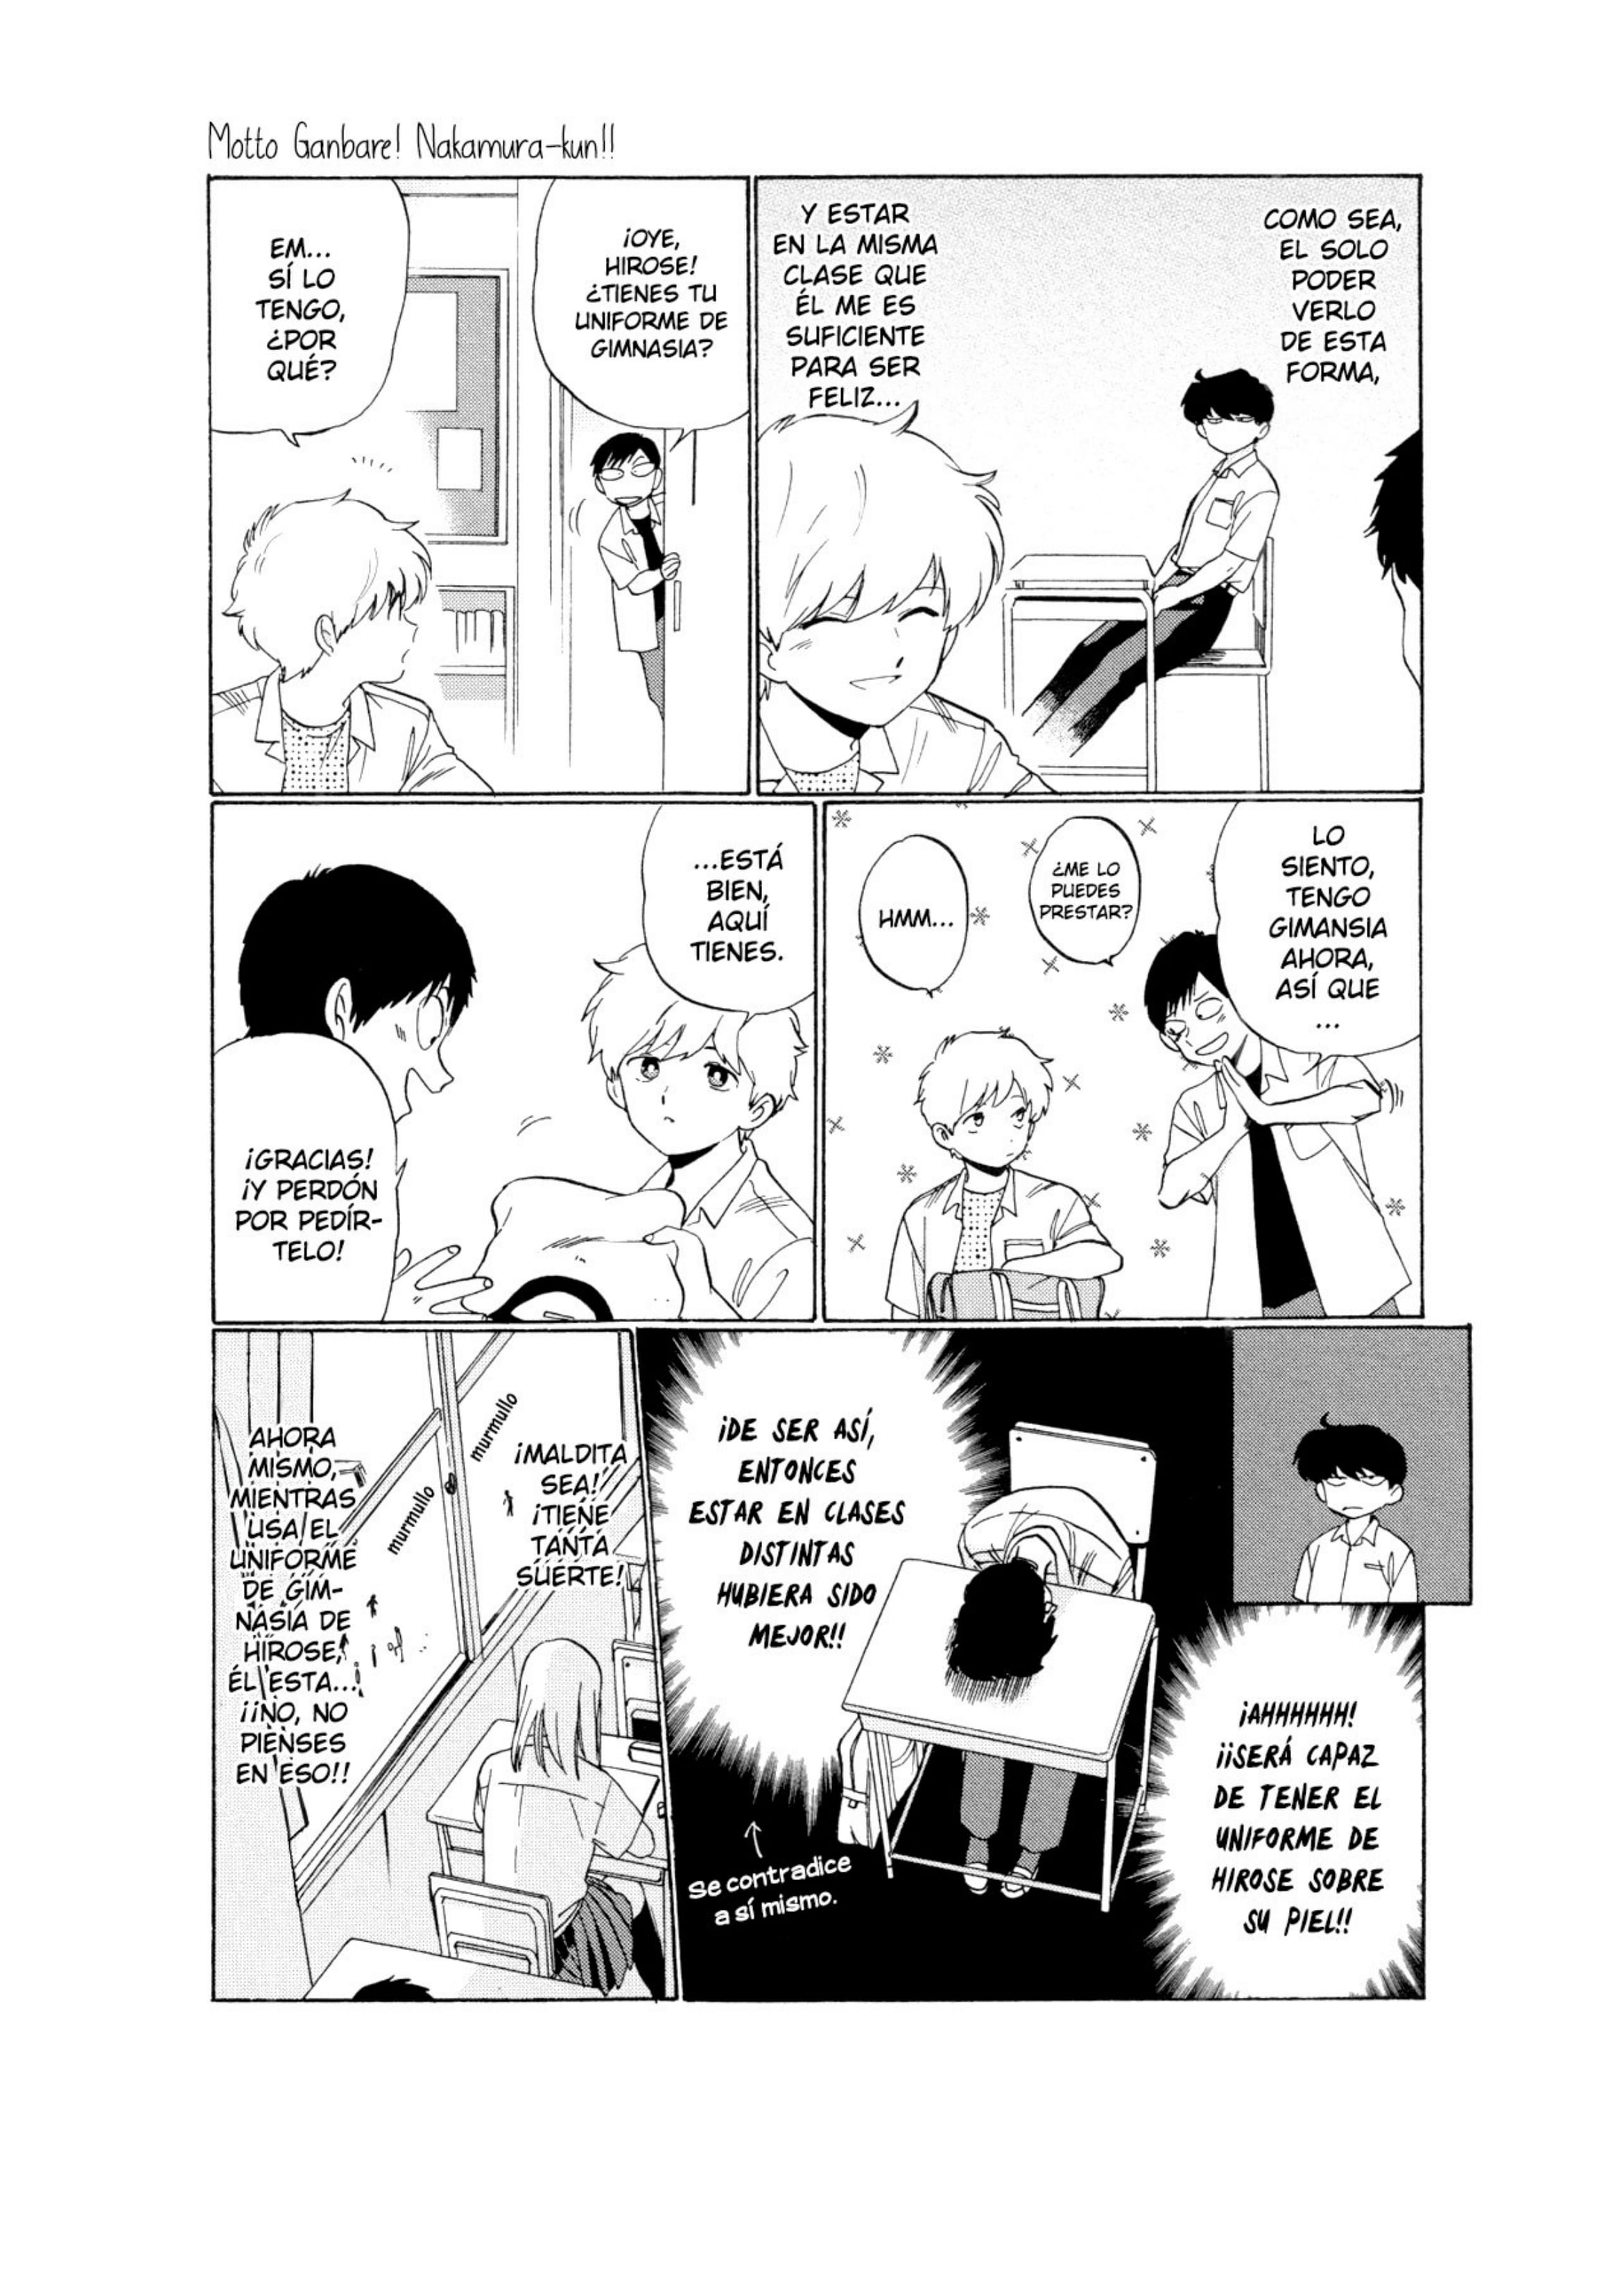 Motto Ganbare! Nakamura-kun!!
COMO SEA,
EL SOLO
PODER
VERLO
DE ESTA
FORMA,
Y ESTAR
EN LA MISMA
CLASE QUE
ÉL ME ES
SUFICIENTE
PARA SER
FELIZ...
¡OYE,
HIROSE!
¿TIENES TU
UNIFORME DE
GIMNASIA?
EM...
SÍ LO
TENGO,
¿POR
QUÉ?
LO
SIENTO,
TENGO
GIMANSIA
AHORA,
ASÍ QUE
...
¿ME LO
PUEDES
PRESTAR?
HMM...
...ESTÁ
BIEN,
AQUÍ
TIENES.
¡GRACIAS!
¡Y PERDÓN
POR PEDÍR-
TELO!
¡AHHHHHH!
¡¡SERÁ CAPAZ
DE TENER EL
UNIFORME DE
HIROSE SOBRE
SU PIEL!!
¡DE SER ASÍ,
ENTONCES
ESTAR EN CLASES
DISTINTAS
HUBIERA SIDO
MEJOR!!
Se contradice
a sí mismo.
¡MALDITA
SEA!
¡TIENE
TANTA
SUERTE!
murmullo
murmullo
AHORA
MISMO,
MIENTRAS
USA EL
UNIFORME
DE GIM-
NASIA DE
HIROSE,
ÉL ESTA...
¡¡NO, NO
PIENSES
EN ESO!!